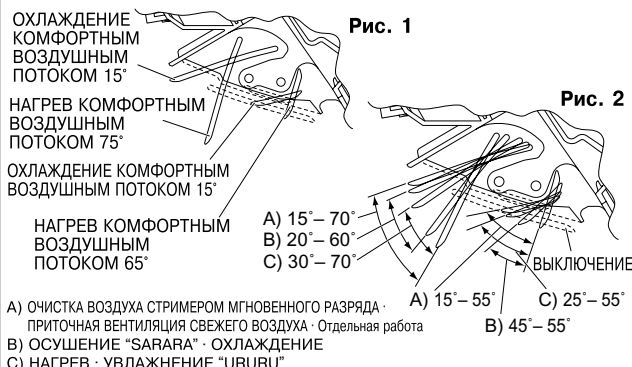 ОХЛАЖДЕНИЕ
КОМФОРТНЫМ
ВОЗДУШНЫМ
ПОТОКОМ 15°
Рис. 1
НАГРЕВ КОМФОРТНЫМ
ВОЗДУШНЫМ
ПОТОКОМ 75°
ОХЛАЖДЕНИЕ КОМФОРТНЫМ
ВОЗДУШНЫМ ПОТОКОМ 15°
НАГРЕВ КОМФОРТНЫМ
ВОЗДУШНЫМ
ПОТОКОМ 65°
Рис. 2
A) 15°– 70°
B) 20°– 60°
C) 30°– 70°
ВЫКЛЮЧЕНИЕ
A) 15°– 55°
C) 25°– 55°
B) 45°– 55°
A) ОЧИСТКА ВОЗДУХА СТРИМЕРОМ МГНОВЕННОГО РАЗРЯДА ·
ПРИТОЧНАЯ ВЕНТИЛЯЦИЯ СВЕЖЕГО ВОЗДУХА · Отдельная работа
B) ОСУШЕНИЕ “SARARA” · ОХЛАЖДЕНИЕ
C) НАГРЕВ · УВЛАЖНЕНИЕ “URURU”